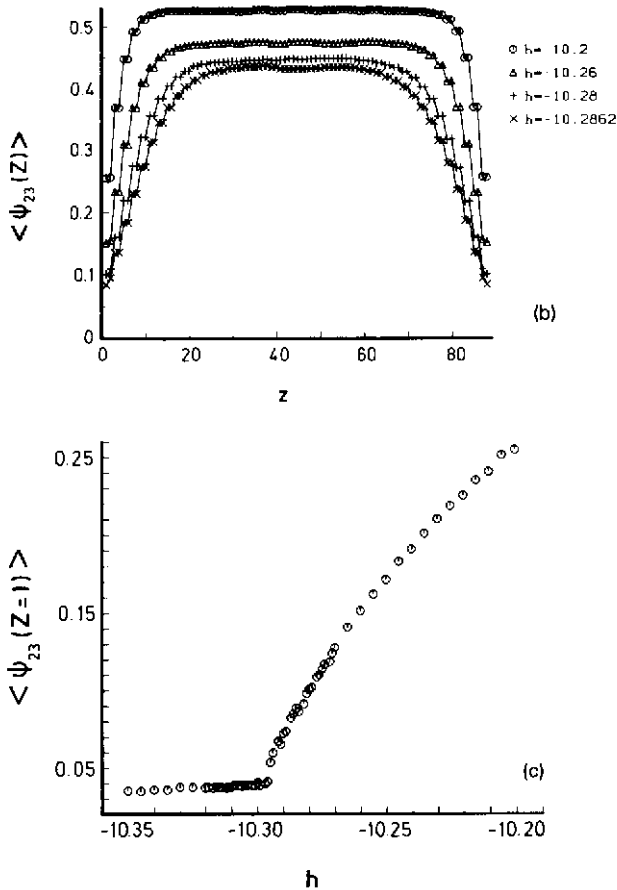 0.5
0.4
0.3
0.2
0.1
0
0 20 40 60 80
< ψ23 (Z) >
z
h=-10.2
h=-10.26
h=-10.28
h=-10.2862
(b)
0.25
0.15
0.05
-10.35 -10.30 -10.25 -10.20
< ψ23 (Z=1) >
h
(c)